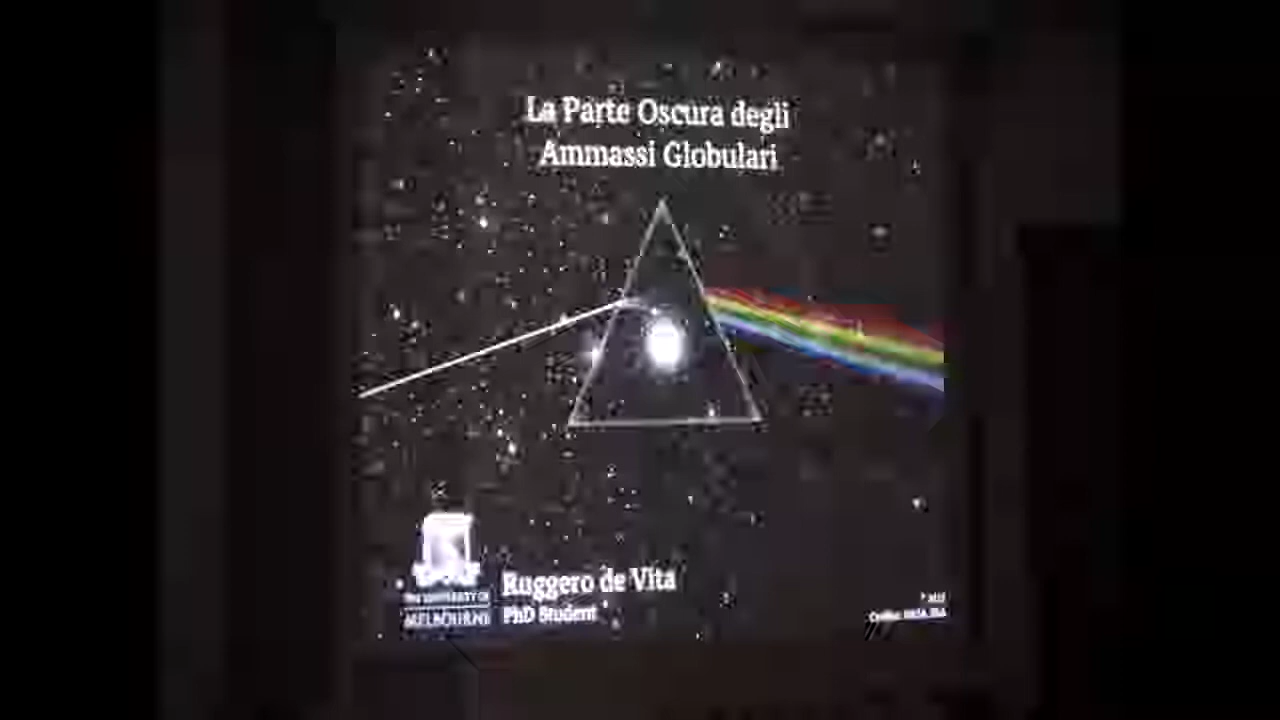 La Parte Oscura degli
Ammassi Globulari
Ruggero de Vita
PhD Student
THE UNIVERSITY OF
MELBOURNE